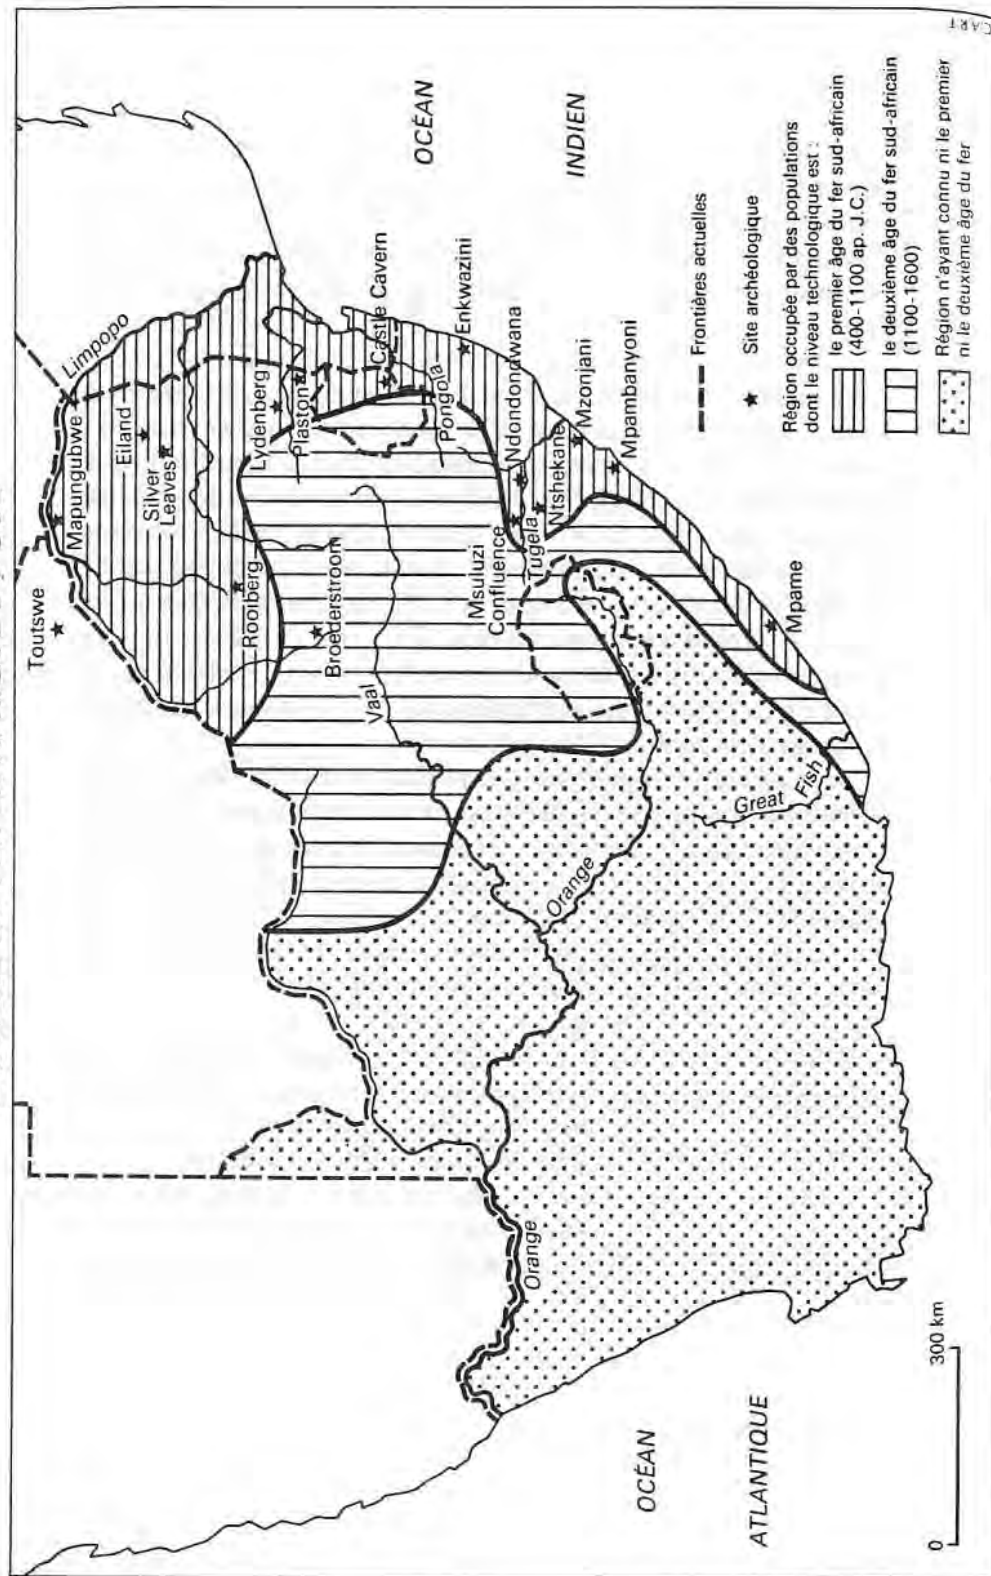 CART
Toutswe
Mapungubwe
Limpopo
Eiland
Silver
Leaves
Rooiberg
Lydenberg
Plaston
Castle Cavern
Broederstroom
Vaal
Pongola
Enkwazini
Msuluzi
Confluence
Ndondondwana
Tugela
Ntshekane
Mzonjani
Mpambanyoni
Mpame
Great Fish
Orange
Orange
OCÉAN
INDIEN
OCÉAN
ATLANTIQUE
0 300 km
Frontières actuelles
Site archéologique
Région occupée par des populations
dont le niveau technologique est :
le premier âge du fer sud-africain
(400-1100 ap. J.C.)
le deuxième âge du fer sud-africain
(1100-1600)
Région n'ayant connu ni le premier
ni le deuxième âge du fer